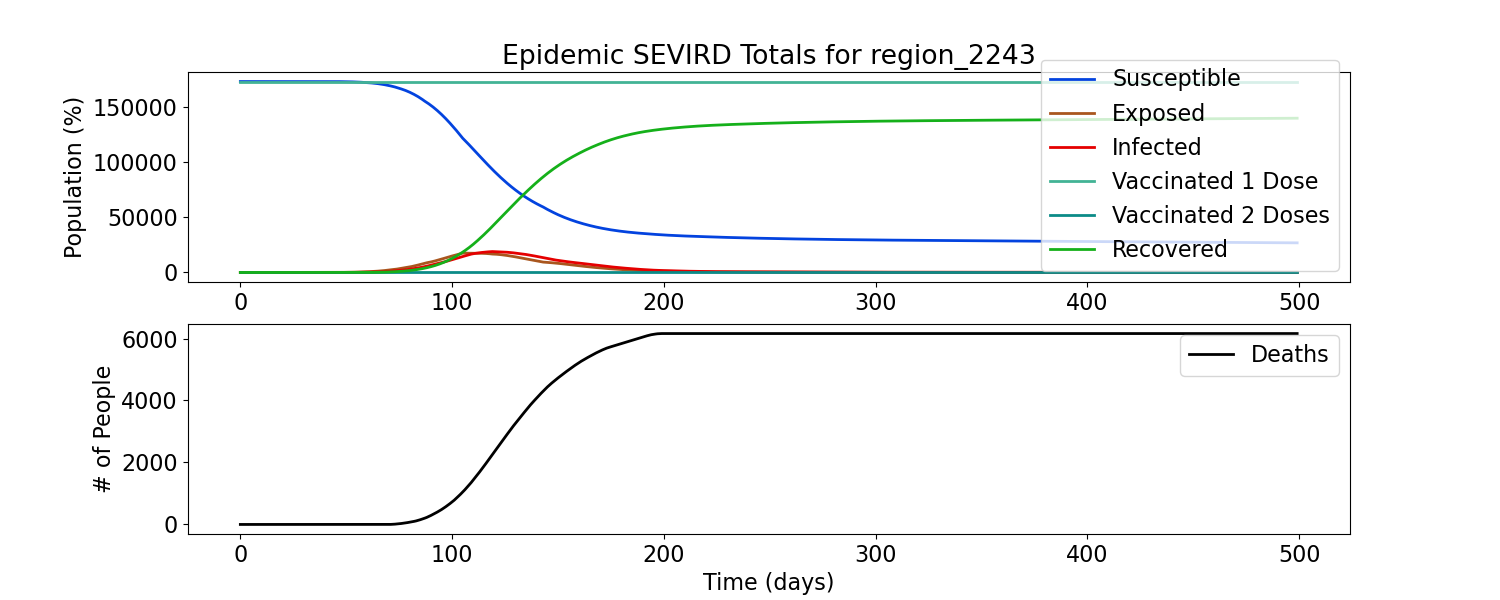 Epidemic SEVIRD Totals for region_2243
Population (%)
150000
100000
50000
0
Susceptible
Exposed
Infected
Vaccinated 1 Dose
Vaccinated 2 Doses
Recovered
0 100 200 300 400 500
# of People
6000
4000
2000
0
Deaths
0 100 200 300 400 500
Time (days)